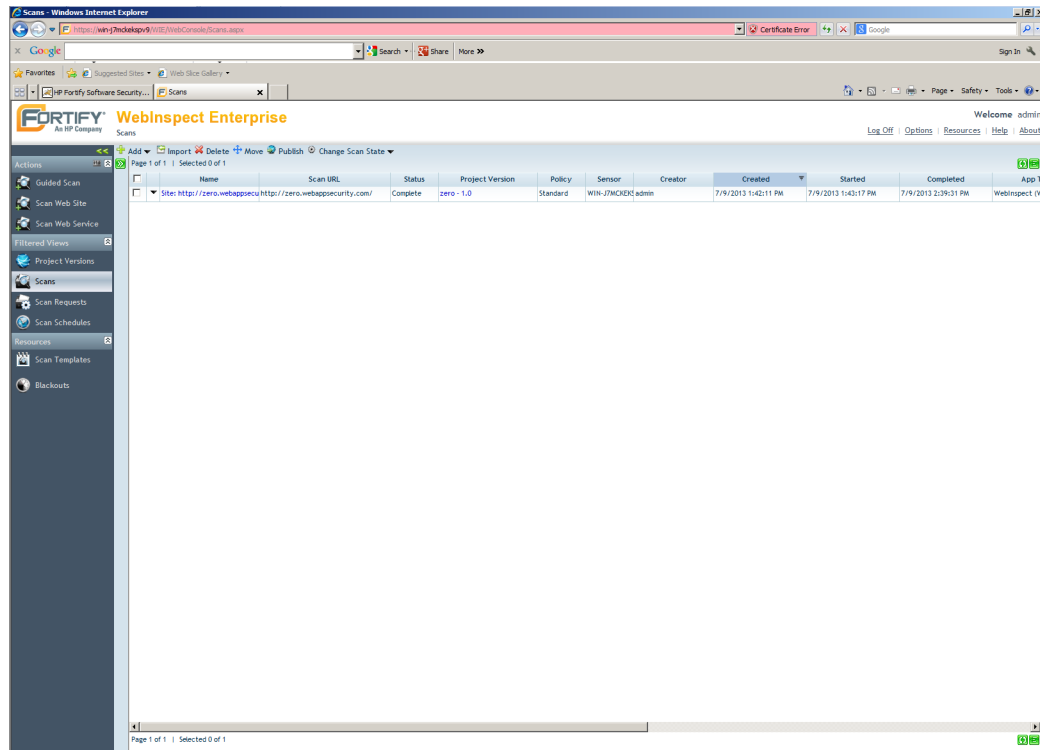 Scans - Windows Internet Explorer
https://win-j7mckekspv9/WIE/WebConsole/Scans.aspx Certificate Error Google
Google Search Share More >> Sign In
Favorites Suggested Sites Web Slice Gallery
HP Fortify Software Security... Scans Page Safety Tools
FORTIFY WebInspect Enterprise Welcome admin
An HP Company Scans Log Off | Options | Resources | Help | About
<< Add Import Delete Move Publish Change Scan State
Actions Page 1 of 1 | Selected 0 of 1
Name Scan URL Status Project Version Policy Sensor Creator Created Started Completed App T
Site: http://zero.webappsecu http://zero.webappsecurity.com/ Complete zero - 1.0 Standard WIN-J7MCKEKS admin 7/9/2013 1:42:11 PM 7/9/2013 1:43:17 PM 7/9/2013 2:39:31 PM WebInspect (V
Guided Scan
Scan Web Site
Scan Web Service
Filtered Views
Project Versions
Scans
Scan Requests
Scan Schedules
Resources
Scan Templates
Blackouts
Page 1 of 1 | Selected 0 of 1